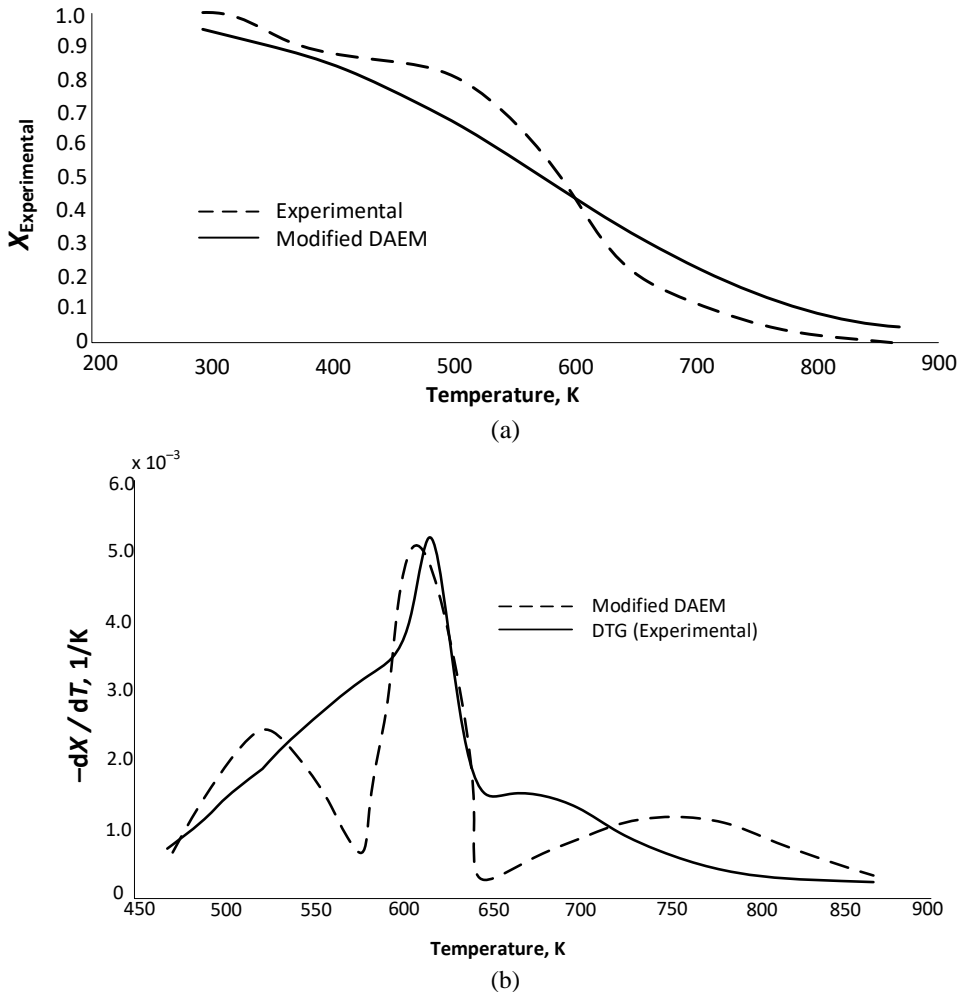 1.0
0.9
0.8
0.7
0.6
0.5
0.4
0.3
0.2
0.1
0
XExperimental
Experimental
Modified DAEM
200 300 400 500 600 700 800 900
Temperature, K
(a)
x 10⁻³
6.0
5.0
4.0
3.0
2.0
1.0
0
–dX / dT, 1/K
Modified DAEM
DTG (Experimental)
450 500 550 600 650 700 750 800 850 900
Temperature, K
(b)